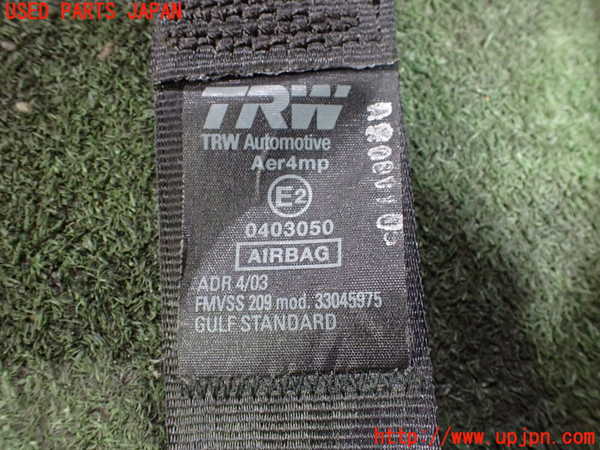 USED PARTS JAPAN
TRW
TRW Automotive
Aer4mp
E2
0403050
AIRBAG
ADR 4/03
FMVSS 209 mod. 33045975
GULF STANDARD
http://www.upjpn.com/